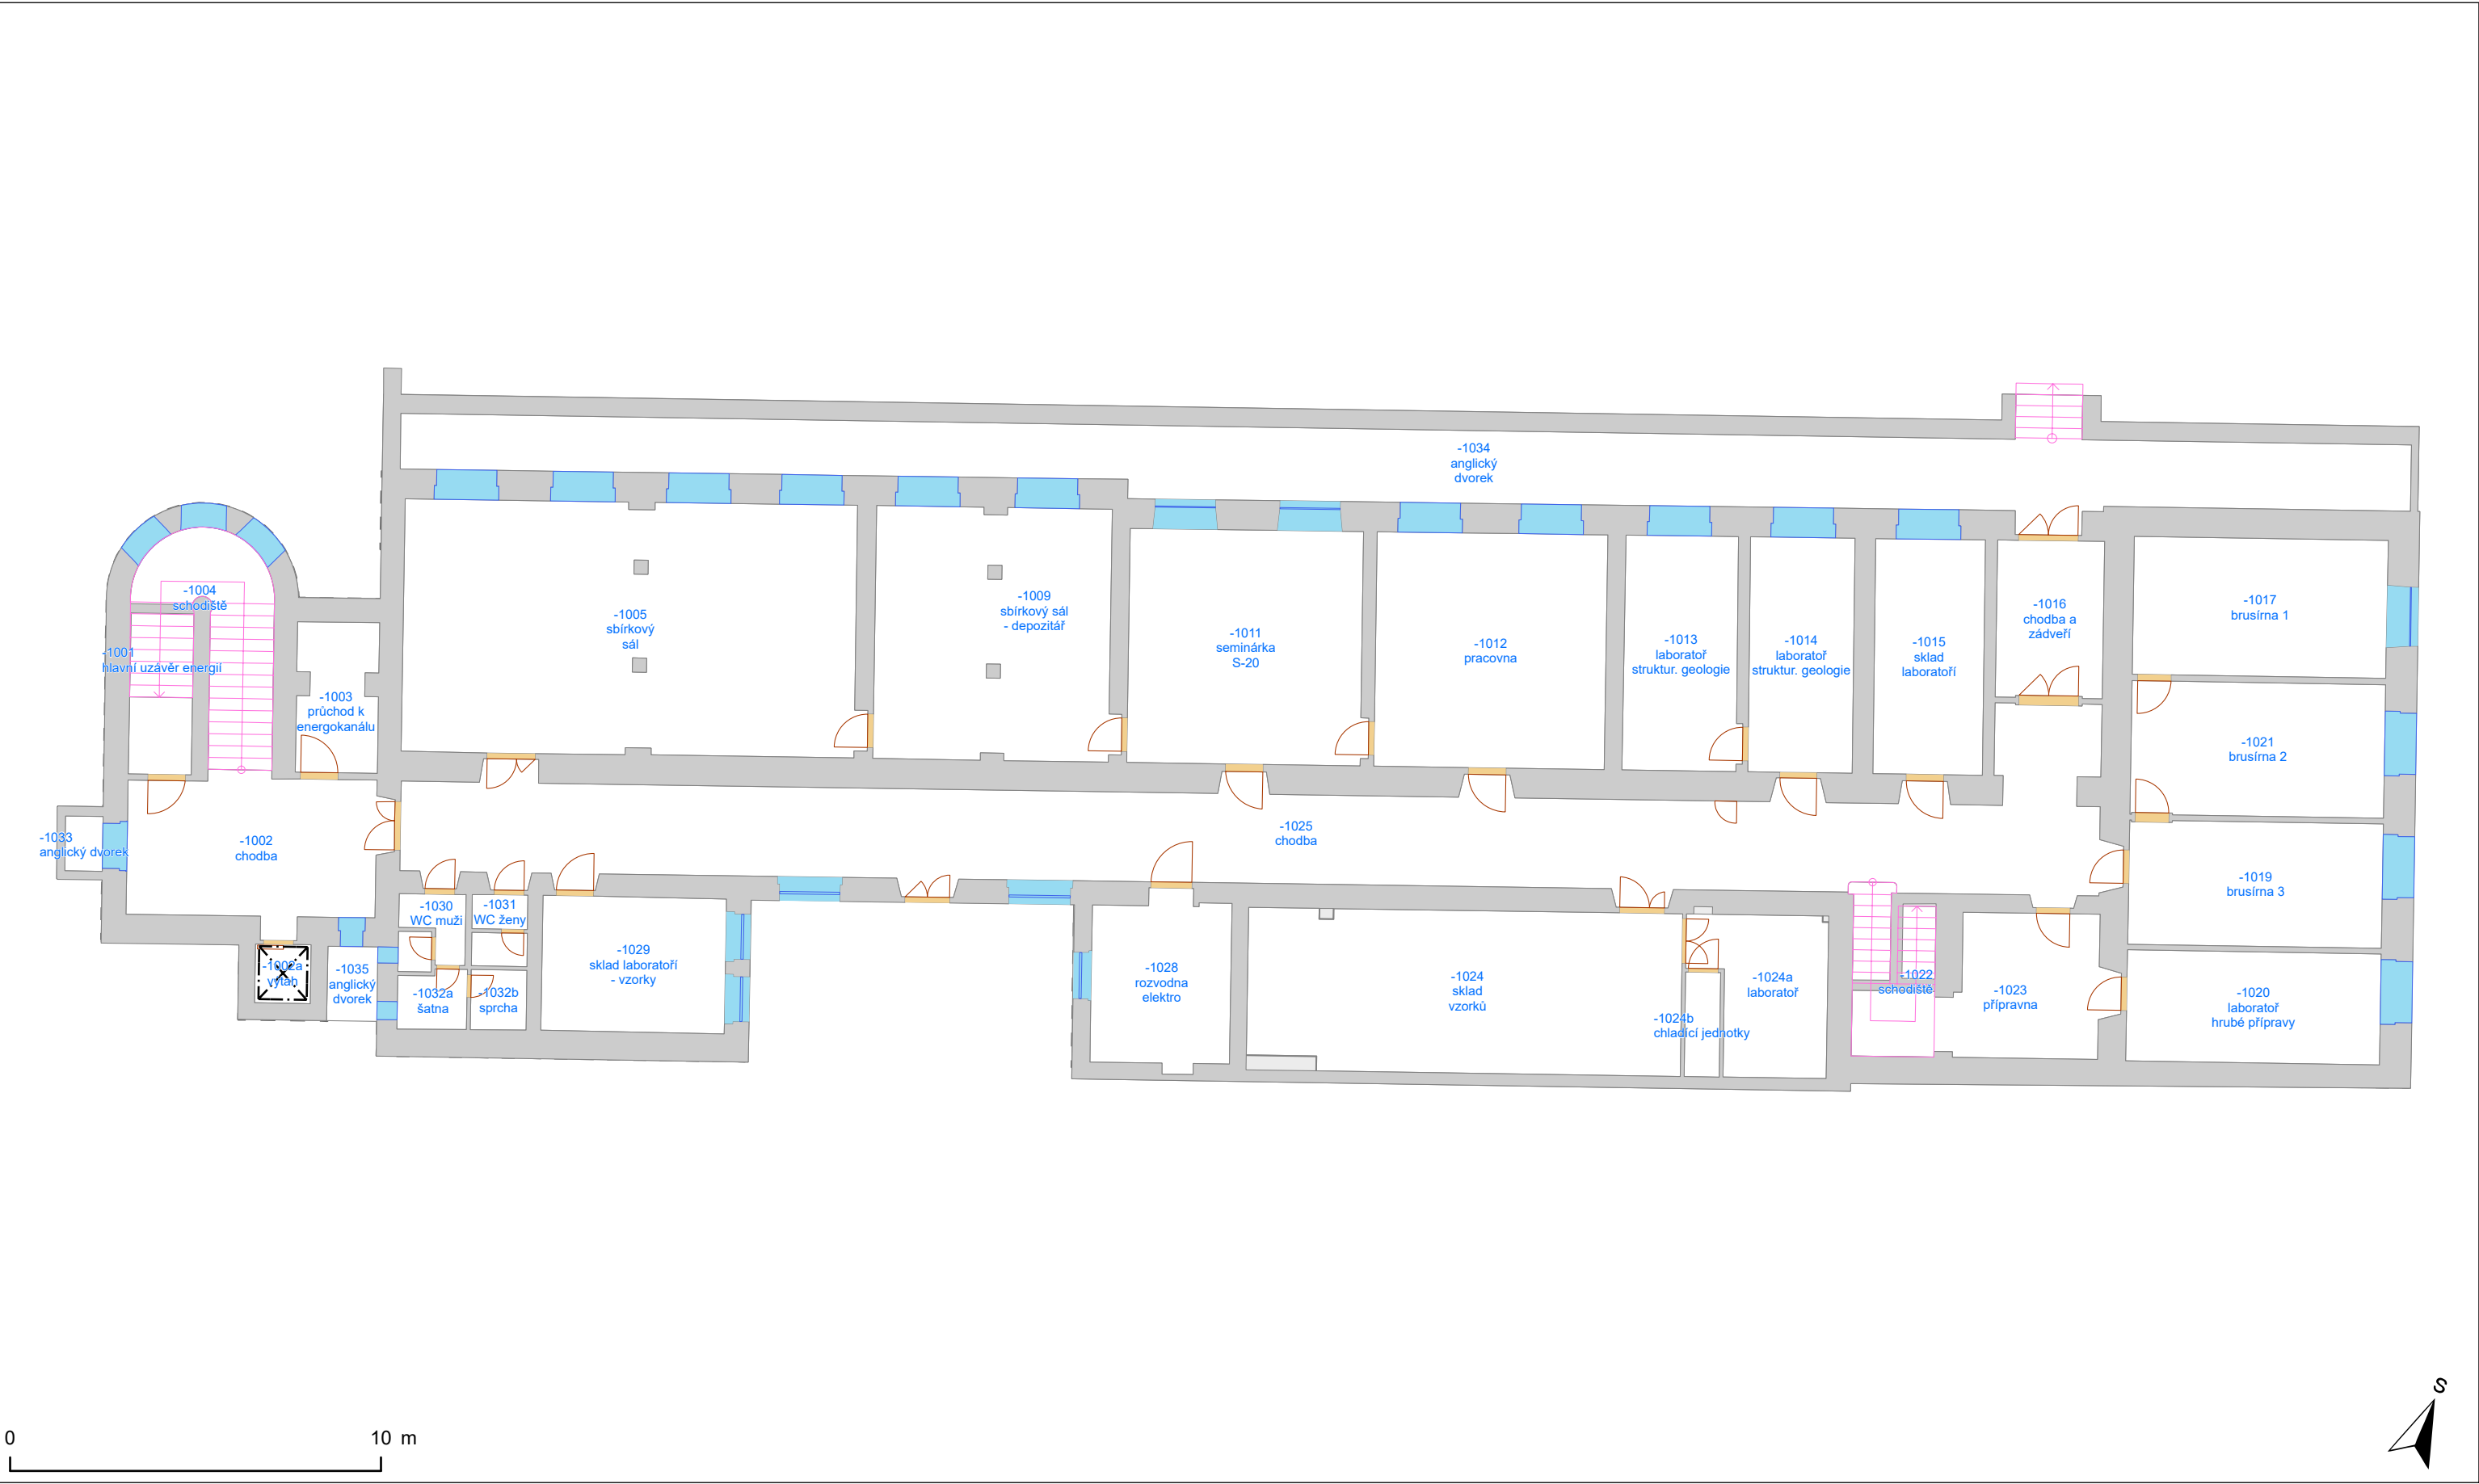 -1034
anglický
dvorek
-1004
schodiště
-1001
hlavní uzávěr energií
-1003
průchod k
energokanálu
-1005
sbírkový
sál
-1009
sbírkový sál
- depozitář
-1011
seminárka
S-20
-1012
pracovna
-1013
laboratoř
struktur. geologie
-1014
laboratoř
struktur. geologie
-1015
sklad
laboratoří
-1016
chodba a
zádveří
-1017
brusírna 1
-1021
brusírna 2
-1033
anglický dvorek
-1002
chodba
-1025
chodba
-1019
brusírna 3
-1030
WC muži
-1031
WC ženy
-1002a
výtah
-1035
anglický
dvorek
-1032a
šatna
-1032b
sprcha
-1029
sklad laboratoří
- vzorky
-1028
rozvodna
elektro
-1024
sklad
vzorků
-1024b
chladící jednotky
-1024a
laboratoř
-1022
schodiště
-1023
přípravna
-1020
laboratoř
hrubé přípravy
S
0
10 m